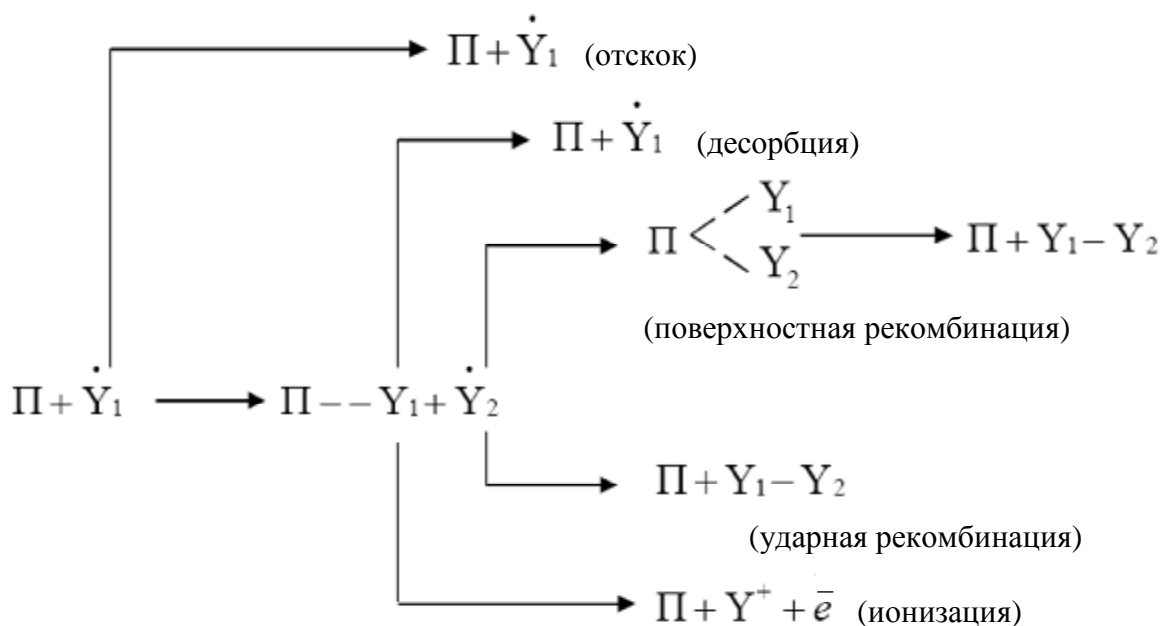 П + Ẏ₁ (отскок)
П + Ẏ₁ (десорбция)
П < Y₁ Y₂ → П + Y₁ – Y₂
(поверхностная рекомбинация)
П + Ẏ₁ → П – – Y₁ + Ẏ₂
П + Y₁ – Y₂
(ударная рекомбинация)
П + Y⁺ + e̅ (ионизация)